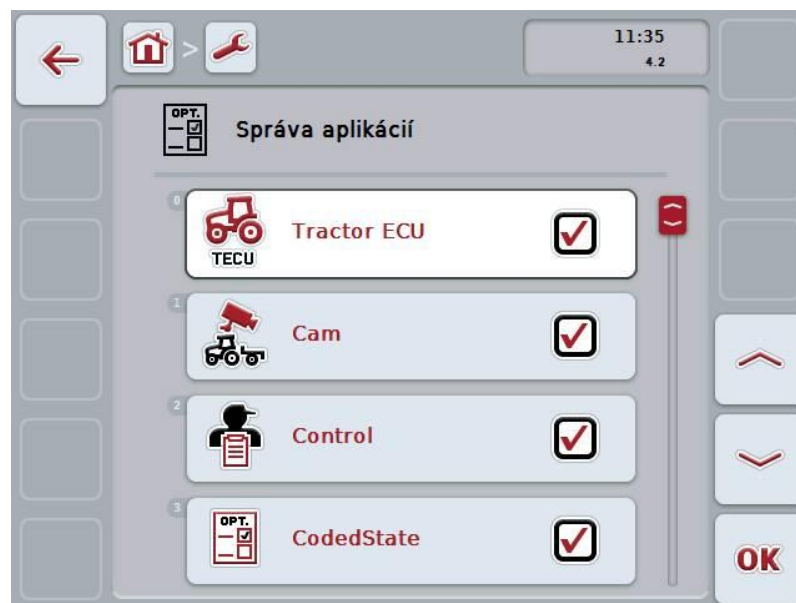 11:35
4.2
OPT.
Správa aplikácií
0
TECU
Tractor ECU
1
Cam
2
Control
3
OPT.
CodedState
OK